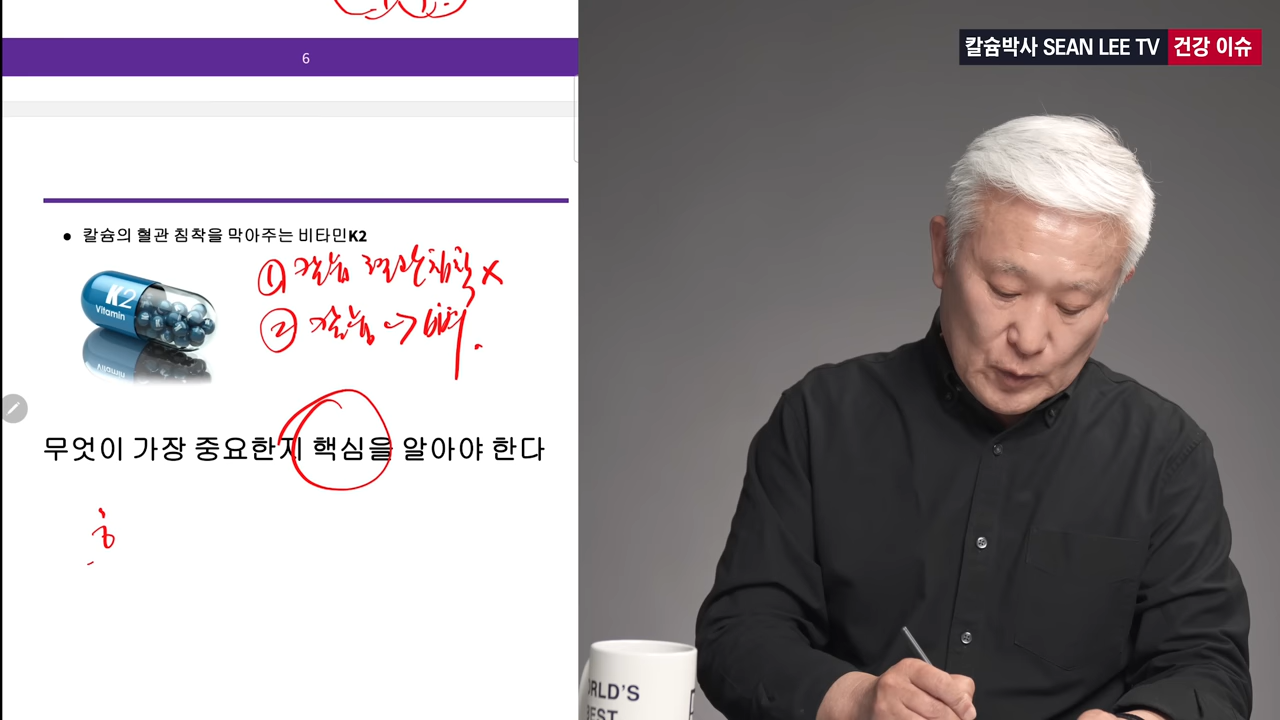 6
칼슘박사 SEAN LEE TV 건강 이슈
• 칼슘의 혈관 침착을 막아주는 비타민K2
K2
Vitamin
① 칼슘 혈관침착 X
② 칼슘 → 뼈.
무엇이 가장 중요한지 핵심을 알아야 한다
WORLD'S
BEST